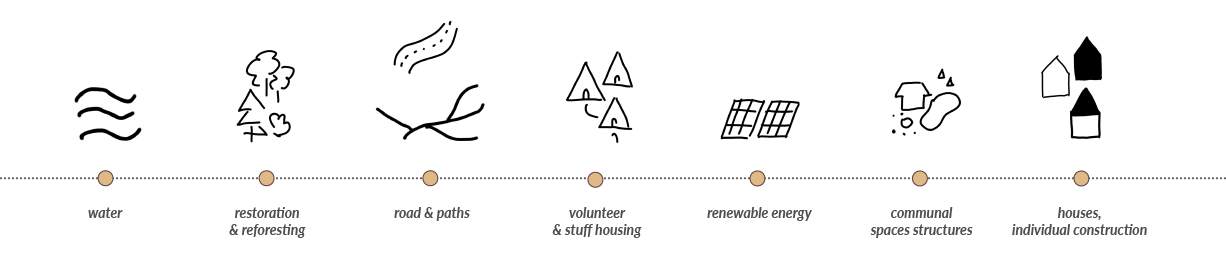 water
restoration
& reforesting
road & paths
volunteer
& stuff housing
renewable energy
communal
spaces structures
houses,
individual construction